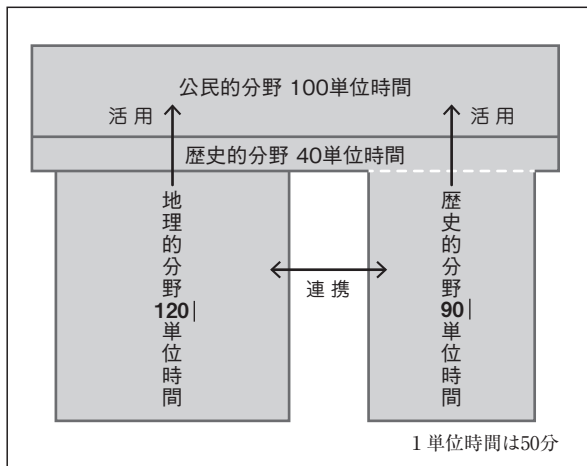 公民的分野 100単位時間
活用
活用
歴史的分野 40単位時間
地理的分野120単位時間
連携
歴史的分野90単位時間
1単位時間は50分